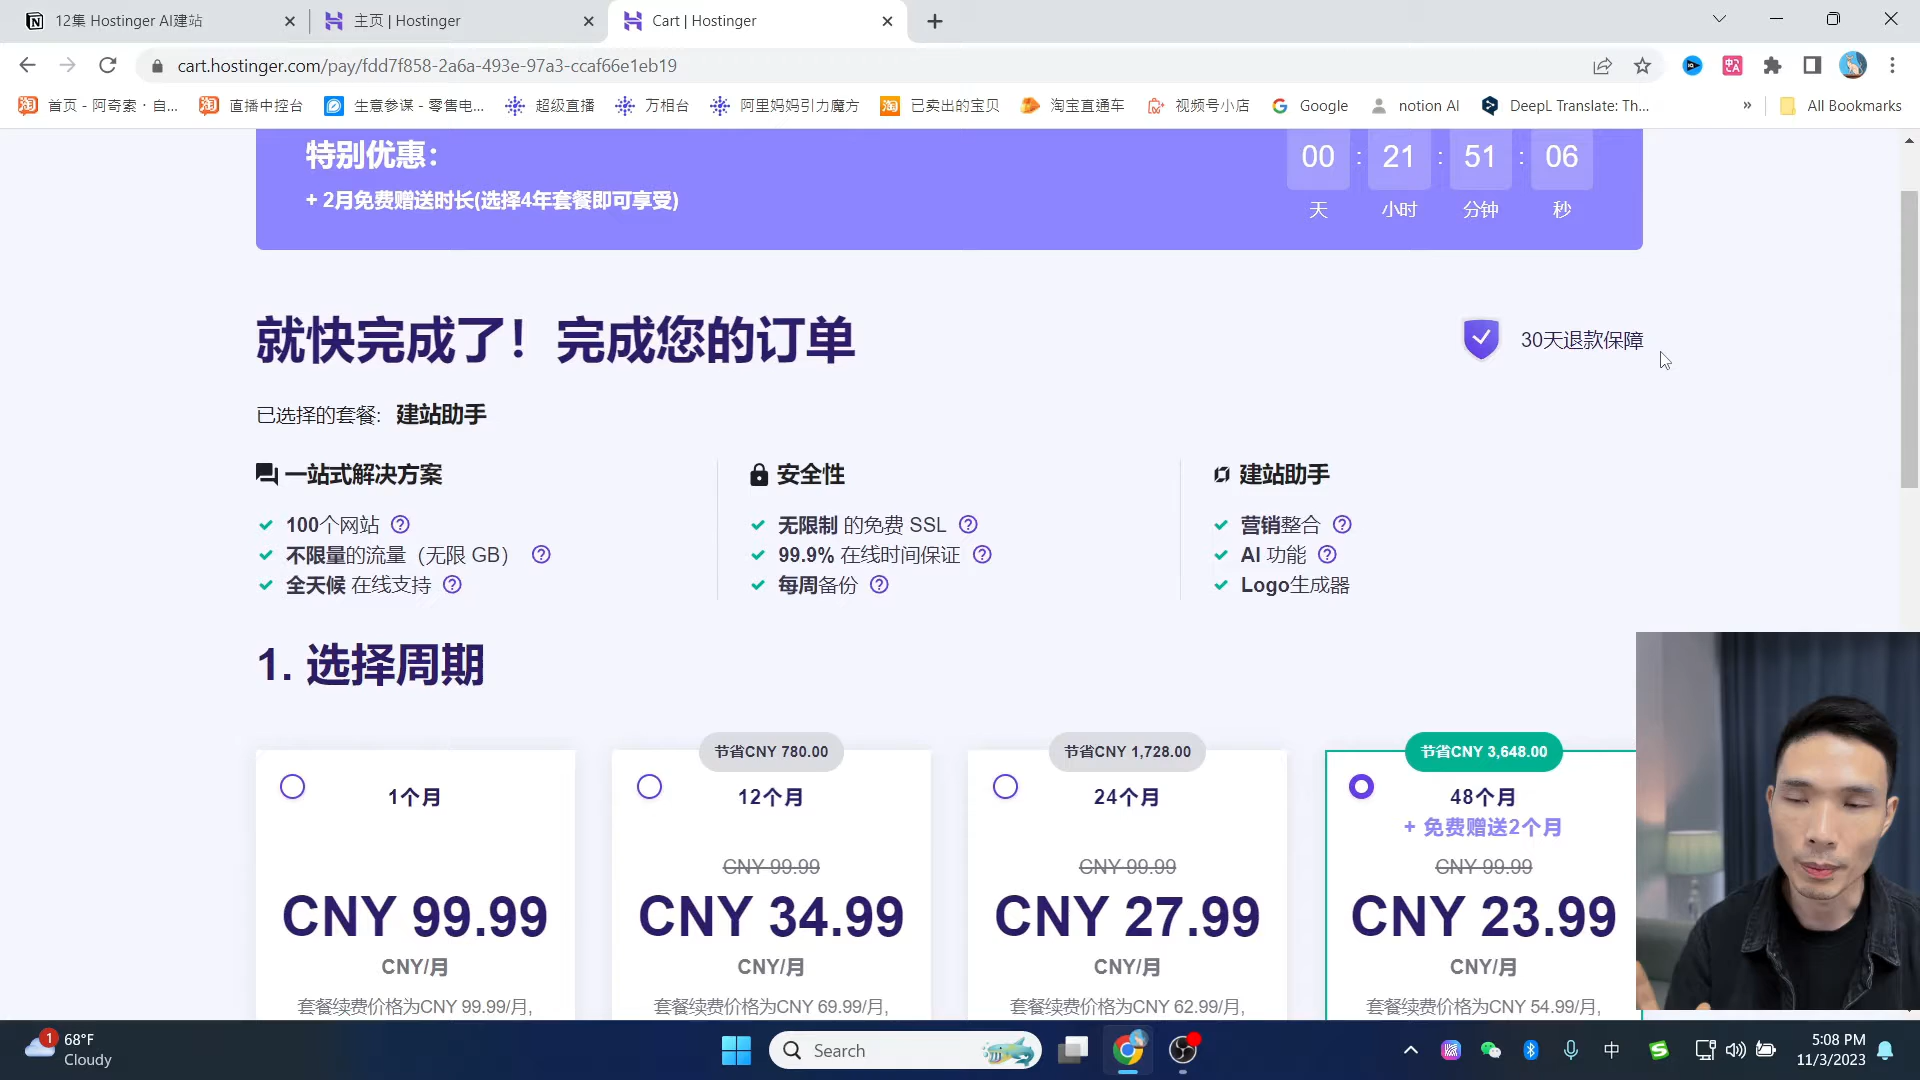 12集 Hostinger AI建站
主页 | Hostinger
Cart | Hostinger
cart.hostinger.com/pay/fdd7f858-2a6a-493e-97a3-ccaf66e1eb19
首页 - 阿奇索 · 自...
直播中控台
生意参谋 - 零售电...
超级直播
万相台
阿里妈妈引力魔方
已卖出的宝贝
淘宝直通车
视频号小店
Google
notion AI
DeepL Translate: Th...
»
All Bookmarks
特别优惠：
+ 2月免费赠送时长(选择4年套餐即可享受)
00 : 21 : 51 : 06
天 小时 分钟 秒
就快完成了！完成您的订单
30天退款保障
已选择的套餐: 建站助手
一站式解决方案
100个网站
不限量的流量（无限 GB）
全天候 在线支持
安全性
无限制 的免费 SSL
99.9% 在线时间保证
每周备份
建站助手
营销整合
AI 功能
Logo生成器
1. 选择周期
1个月
CNY 99.99
CNY/月
套餐续费价格为CNY 99.99/月,
节省CNY 780.00
12个月
CNY 99.99
CNY 34.99
CNY/月
套餐续费价格为CNY 69.99/月,
节省CNY 1,728.00
24个月
CNY 99.99
CNY 27.99
CNY/月
套餐续费价格为CNY 62.99/月,
节省CNY 3,648.00
48个月
+ 免费赠送2个月
CNY 99.99
CNY 23.99
CNY/月
套餐续费价格为CNY 54.99/月,
1
68°F
Cloudy
Search
中
5:08 PM
11/3/2023